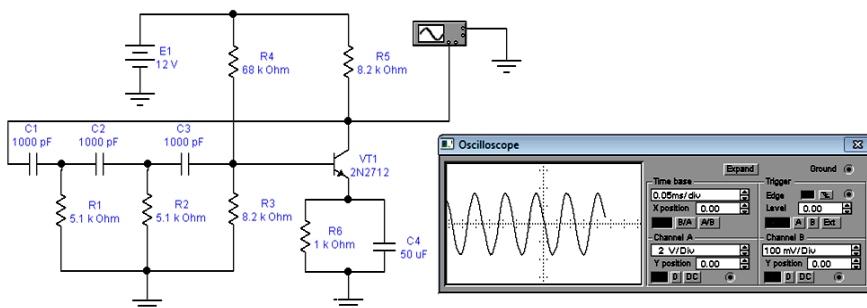 E1
12 V
R4
68 k Ohm
R5
8.2 k Ohm
C1
1000 pF
C2
1000 pF
C3
1000 pF
VT1
2N2712
R1
5.1 k Ohm
R2
5.1 k Ohm
R3
8.2 k Ohm
R6
1 k Ohm
C4
50 uF
Oscilloscope
Expand
Ground
Time base
0.05ms/div
X position 0.00
B/A A/B
Trigger
Edge
Level 0.00
A B Ext
Channel A
2 V/Div
Y position 0.00
0 DC
Channel B
100 mV/Div
Y position 0.00
0 DC